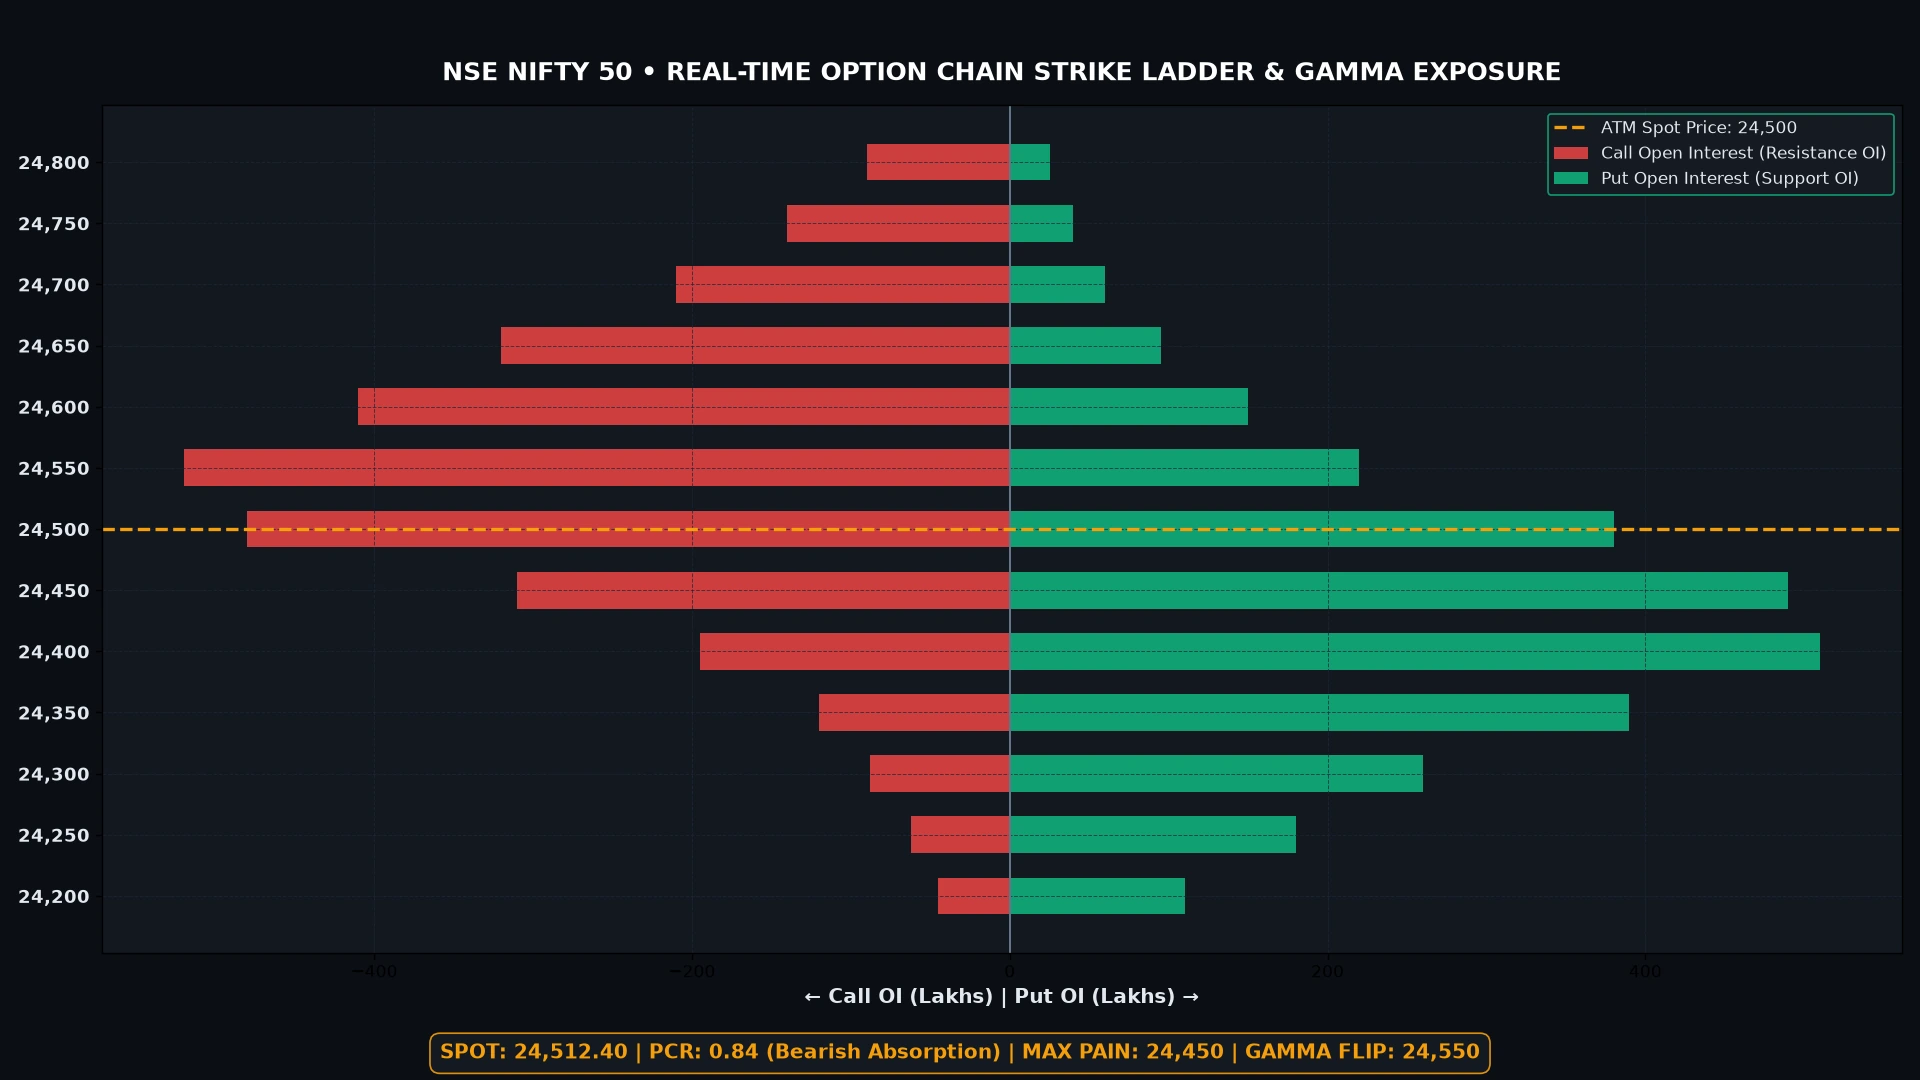 NSE NIFTY 50 • REAL-TIME OPTION CHAIN STRIKE LADDER & GAMMA EXPOSURE
ATM Spot Price: 24,500
Call Open Interest (Resistance OI)
Put Open Interest (Support OI)
24,800
24,750
24,700
24,650
24,600
24,550
24,500
24,450
24,400
24,350
24,300
24,250
24,200
−400 −200 0 200 400
← Call OI (Lakhs) | Put OI (Lakhs) →
SPOT: 24,512.40 | PCR: 0.84 (Bearish Absorption) | MAX PAIN: 24,450 | GAMMA FLIP: 24,550